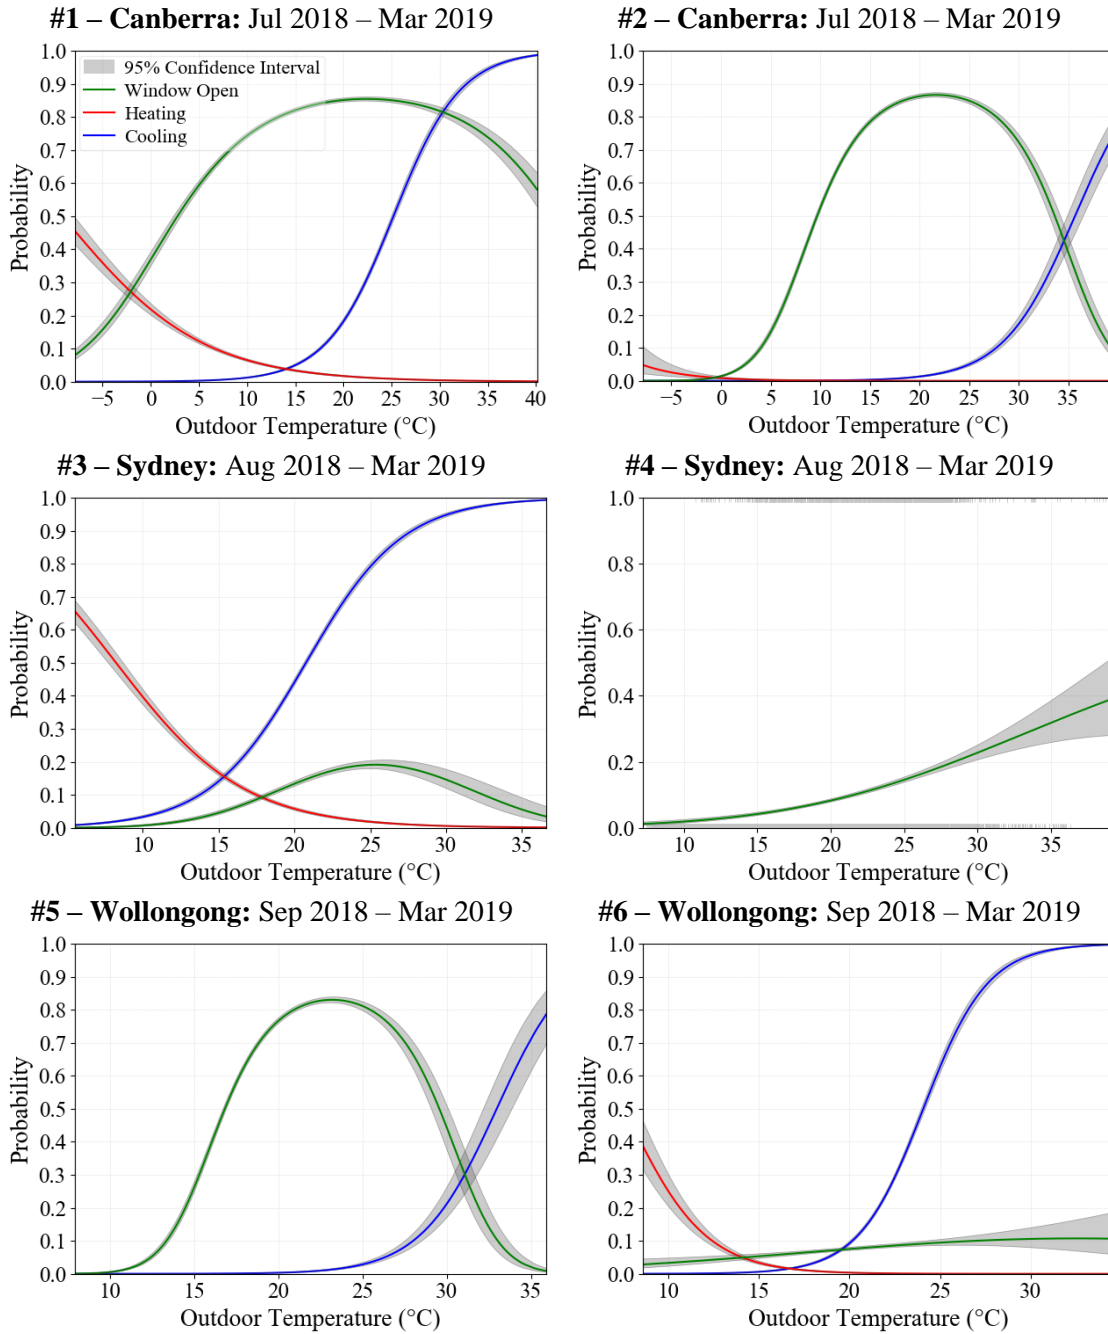 #1 – Canberra: Jul 2018 – Mar 2019
1.0
0.9
0.8
0.7
0.6
0.5
0.4
0.3
0.2
0.1
0.0
Probability
95% Confidence Interval
Window Open
Heating
Cooling
−5 0 5 10 15 20 25 30 35 40
Outdoor Temperature (°C)
#2 – Canberra: Jul 2018 – Mar 2019
1.0
0.9
0.8
0.7
0.6
0.5
0.4
0.3
0.2
0.1
0.0
Probability
−5 0 5 10 15 20 25 30 35
Outdoor Temperature (°C)
#3 – Sydney: Aug 2018 – Mar 2019
1.0
0.9
0.8
0.7
0.6
0.5
0.4
0.3
0.2
0.1
0.0
Probability
10 15 20 25 30 35
Outdoor Temperature (°C)
#4 – Sydney: Aug 2018 – Mar 2019
1.0
0.8
0.6
0.4
0.2
0.0
Probability
10 15 20 25 30 35
Outdoor Temperature (°C)
#5 – Wollongong: Sep 2018 – Mar 2019
1.0
0.9
0.8
0.7
0.6
0.5
0.4
0.3
0.2
0.1
0.0
Probability
10 15 20 25 30 35
Outdoor Temperature (°C)
#6 – Wollongong: Sep 2018 – Mar 2019
1.0
0.9
0.8
0.7
0.6
0.5
0.4
0.3
0.2
0.1
0.0
Probability
10 15 20 25 30
Outdoor Temperature (°C)